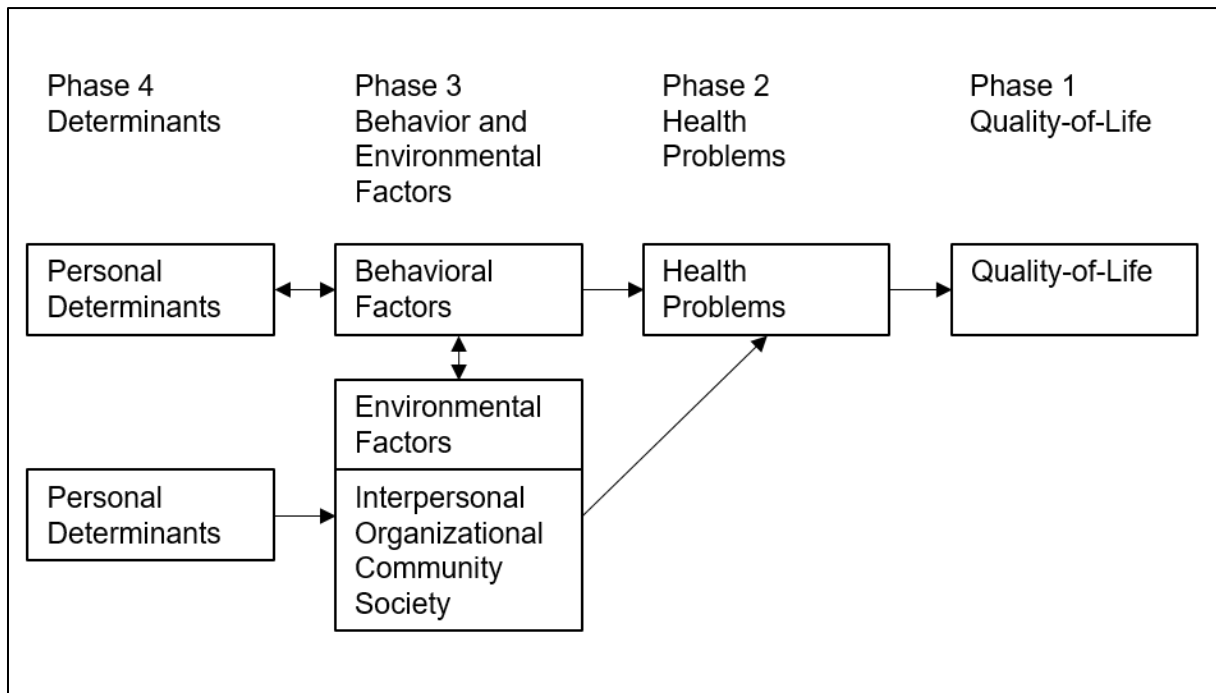 Phase 4
Determinants
Phase 3
Behavior and
Environmental
Factors
Phase 2
Health
Problems
Phase 1
Quality-of-Life
Personal
Determinants
Behavioral
Factors
Health
Problems
Quality-of-Life
Environmental
Factors
Personal
Determinants
Interpersonal
Organizational
Community
Society